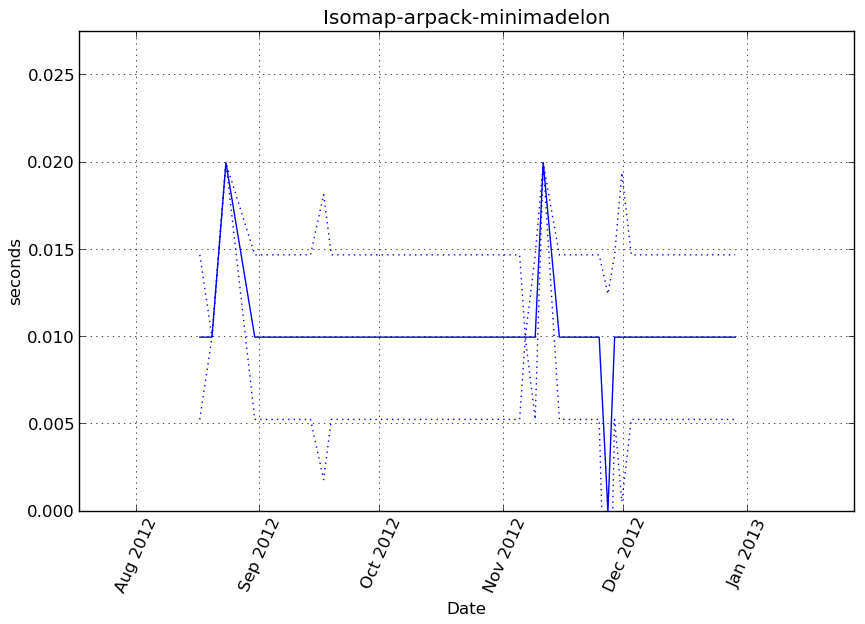 Isomap-arpack-minimadelon
0.025
0.020
0.015
0.010
0.005
0.000
seconds
Aug 2012
Sep 2012
Oct 2012
Nov 2012
Dec 2012
Jan 2013
Date